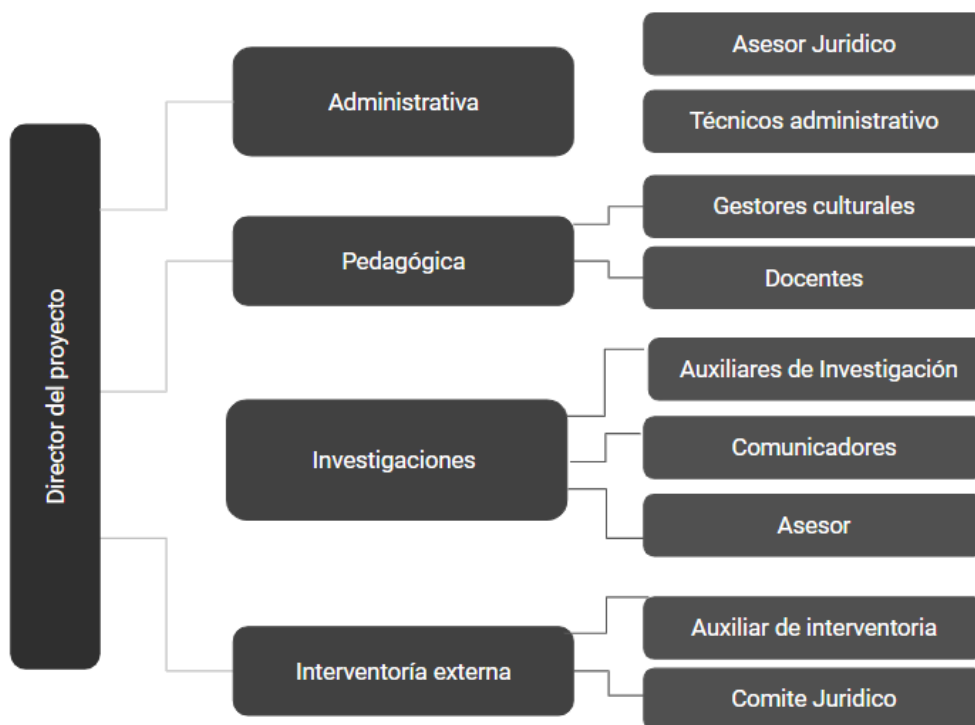 Director del proyecto
Administrativa
Asesor Juridico
Técnicos administrativo
Pedagógica
Gestores culturales
Docentes
Investigaciones
Auxiliares de Investigación
Comunicadores
Asesor
Interventoría externa
Auxiliar de interventoria
Comite Juridico